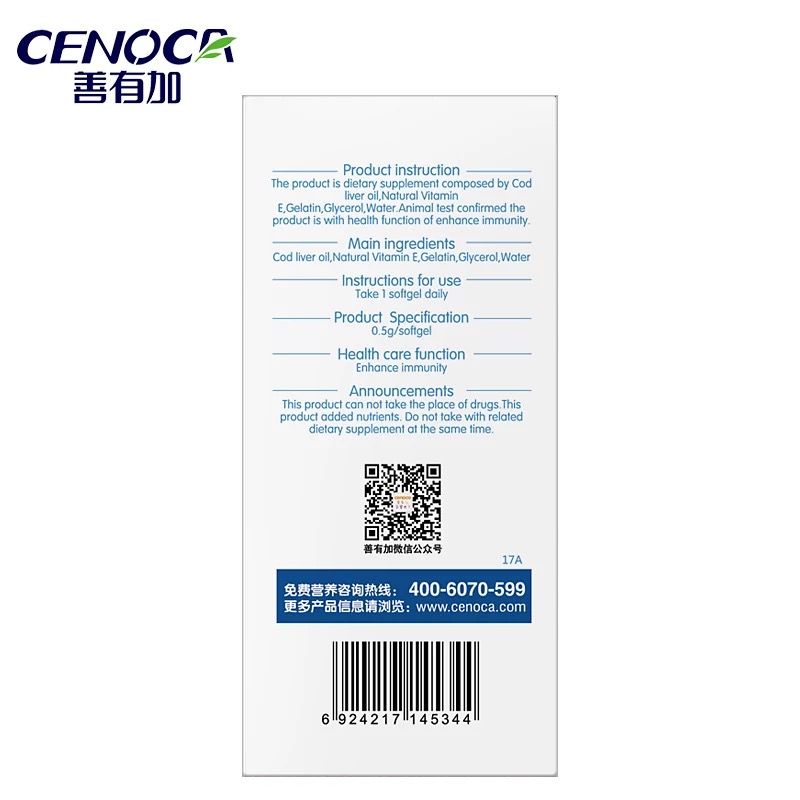 CENOCA
善有加
Product instruction
The product is dietary supplement composed by Cod
liver oil,Natural Vitamin
E,Gelatin,Glycerol,Water.Animal test confirmed the
product is with health function of enhance immunity.
Main ingredients
Cod liver oil,Natural Vitamin E,Gelatin,Glycerol,Water
Instructions for use
Take 1 softgel daily
Product Specification
0.5g/softgel
Health care function
Enhance immunity
Announcements
This product can not take the place of drugs.This
product added nutrients. Do not take with related
dietary supplement at the same time.
CENOCA
善有加微信公众号
17A
免费营养咨询热线：400-6070-599
更多产品信息请浏览：www.cenoca.com
6 924217 145344